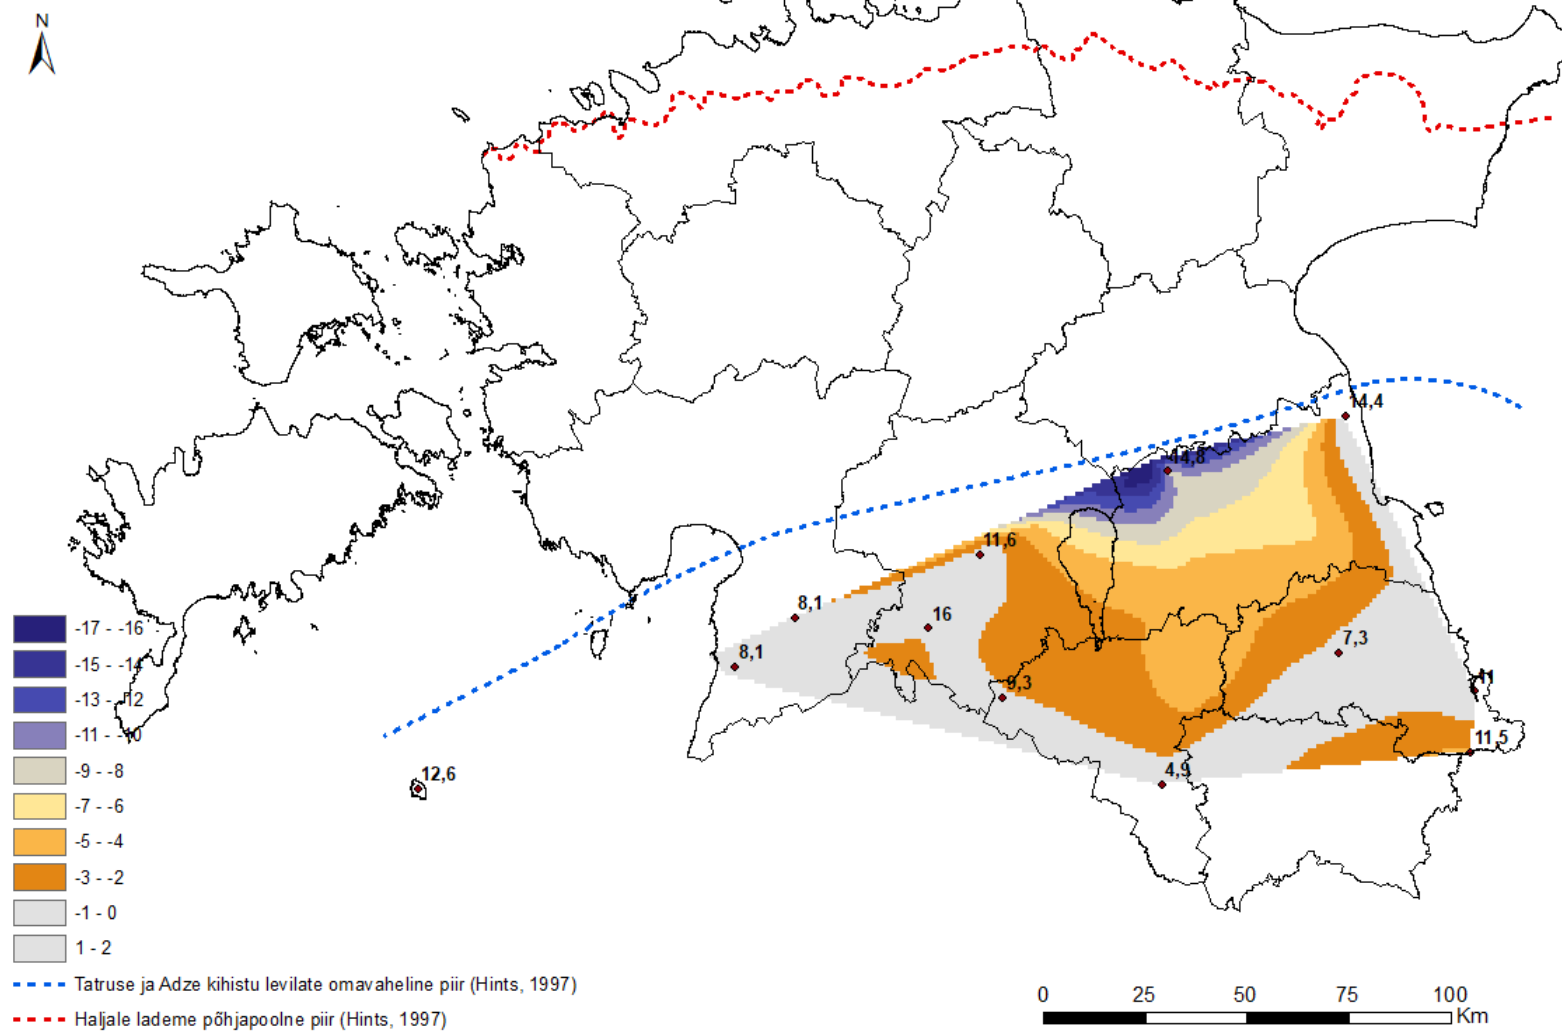 N
14,4
14,8
11,6
8,1
16
8,1
7,3
9,3
11
11,5
4,9
12,6
-17 - -16
-15 - -14
-13 - -12
-11 - -10
-9 - -8
-7 - -6
-5 - -4
-3 - -2
-1 - 0
1 - 2
Tatruse ja Adze kihistu levilate omavaheline piir (Hints, 1997)
Haljale lademe põhjapoolne piir (Hints, 1997)
0 25 50 75 100
Km